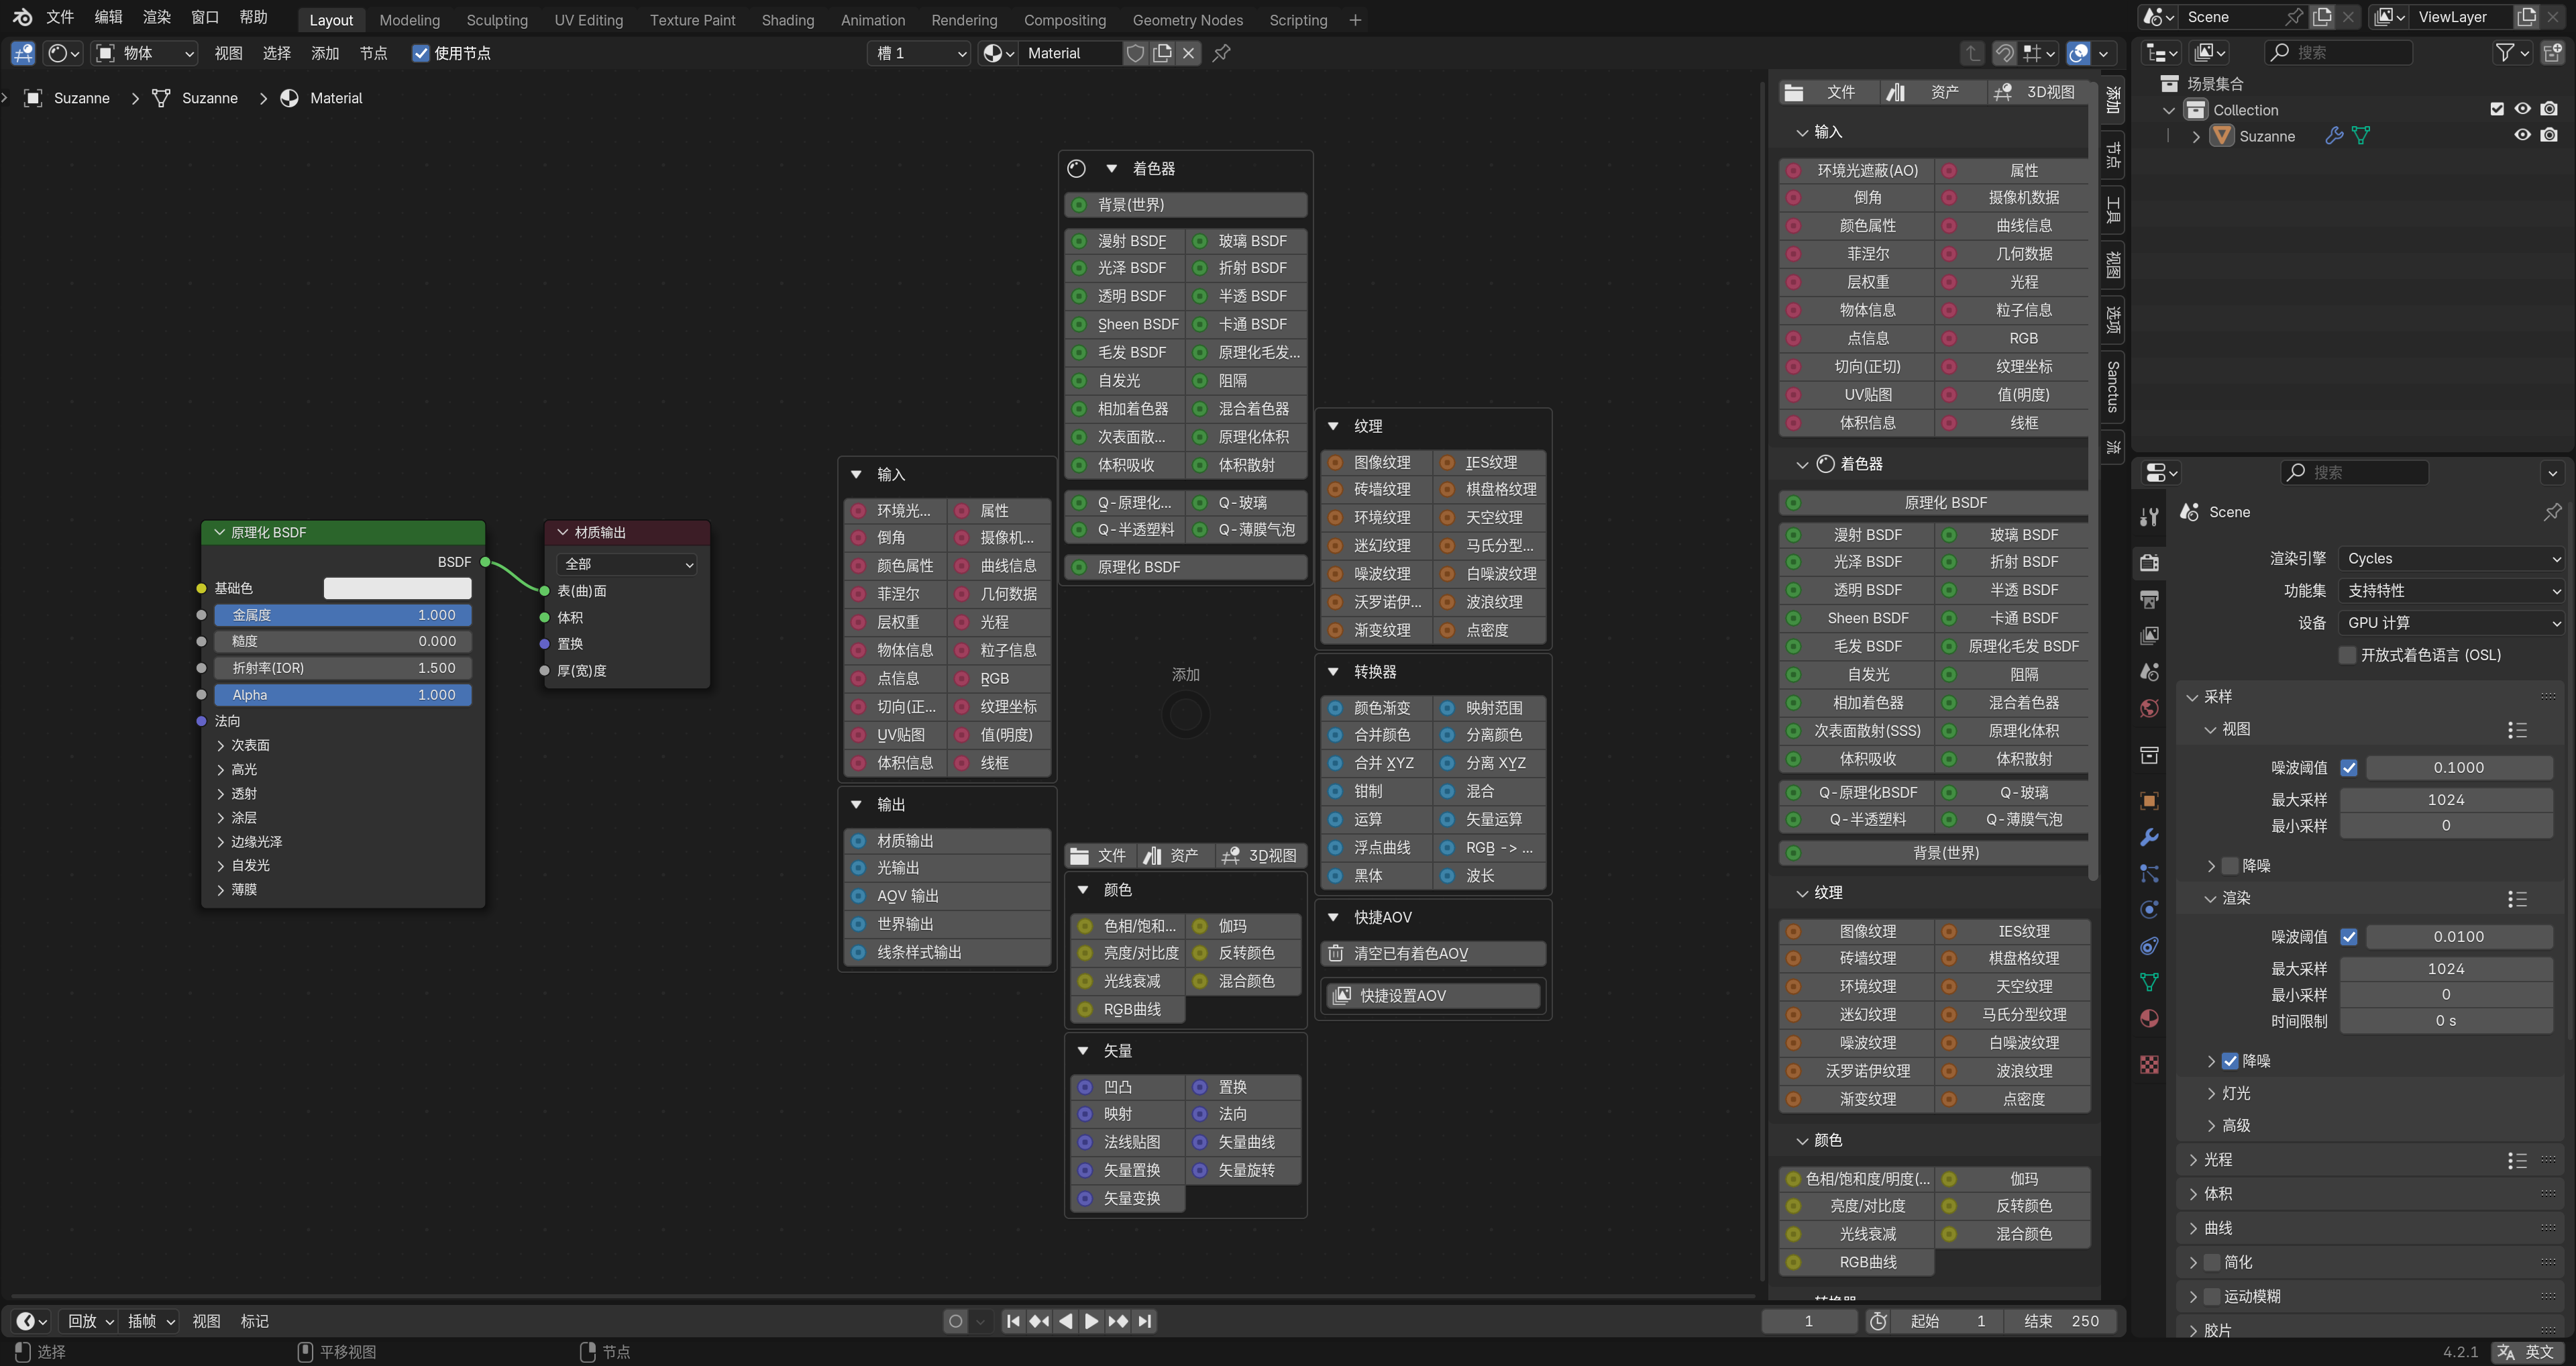 文件 编辑 渲染 窗口 帮助 Layout Modeling Sculpting UV Editing Texture Paint Shading Animation Rendering Compositing Geometry Nodes Scripting + Scene ViewLayer
物体 视图 选择 添加 节点 使用节点 槽 1 Material 搜索
Suzanne > Suzanne > Material
原理化 BSDF
BSDF
基础色
金属度 1.000
糙度 0.000
折射率(IOR) 1.500
Alpha 1.000
法向
次表面
高光
透射
涂层
边缘光泽
自发光
薄膜
材质输出
全部
表(曲)面
体积
置换
厚(宽)度
输入
环境光... 属性
倒角 摄像机...
颜色属性 曲线信息
菲涅尔 几何数据
层权重 光程
物体信息 粒子信息
点信息 RGB
切向(正... 纹理坐标
UV贴图 值(明度)
体积信息 线框
输出
材质输出
光输出
AOV 输出
世界输出
线条样式输出
着色器
背景(世界)
漫射 BSDF 玻璃 BSDF
光泽 BSDF 折射 BSDF
透明 BSDF 半透 BSDF
Sheen BSDF 卡通 BSDF
毛发 BSDF 原理化毛发...
自发光 阻隔
相加着色器 混合着色器
次表面散... 原理化体积
体积吸收 体积散射
Q-原理化... Q-玻璃
Q-半透塑料 Q-薄膜气泡
原理化 BSDF
添加
文件 资产 3D视图
颜色
色相/饱和... 伽玛
亮度/对比度 反转颜色
光线衰减 混合颜色
RGB曲线
矢量
凹凸 置换
映射 法向
法线贴图 矢量曲线
矢量置换 矢量旋转
矢量变换
纹理
图像纹理 IES纹理
砖墙纹理 棋盘格纹理
环境纹理 天空纹理
迷幻纹理 马氏分型...
噪波纹理 白噪波纹理
沃罗诺伊... 波浪纹理
渐变纹理 点密度
转换器
颜色渐变 映射范围
合并颜色 分离颜色
合并 XYZ 分离 XYZ
钳制 混合
运算 矢量运算
浮点曲线 RGB -> ...
黑体 波长
快捷AOV
清空已有着色AOV
快捷设置AOV
文件 资产 3D视图
输入
环境光遮蔽(AO) 属性
倒角 摄像机数据
颜色属性 曲线信息
菲涅尔 几何数据
层权重 光程
物体信息 粒子信息
点信息 RGB
切向(正切) 纹理坐标
UV贴图 值(明度)
体积信息 线框
着色器
原理化 BSDF
漫射 BSDF 玻璃 BSDF
光泽 BSDF 折射 BSDF
透明 BSDF 半透 BSDF
Sheen BSDF 卡通 BSDF
毛发 BSDF 原理化毛发 BSDF
自发光 阻隔
相加着色器 混合着色器
次表面散射(SSS) 原理化体积
体积吸收 体积散射
Q-原理化BSDF Q-玻璃
Q-半透塑料 Q-薄膜气泡
背景(世界)
纹理
图像纹理 IES纹理
砖墙纹理 棋盘格纹理
环境纹理 天空纹理
迷幻纹理 马氏分型纹理
噪波纹理 白噪波纹理
沃罗诺伊纹理 波浪纹理
渐变纹理 点密度
颜色
色相/饱和度/明度(... 伽玛
亮度/对比度 反转颜色
光线衰减 混合颜色
RGB曲线
转换器
添加
节点
工具
视图
选项
Sanctus
流
场景集合
Collection
Suzanne
搜索
Scene
渲染引擎 Cycles
功能集 支持特性
设备 GPU 计算
开放式着色语言 (OSL)
采样
视图
噪波阈值 0.1000
最大采样 1024
最小采样 0
降噪
渲染
噪波阈值 0.0100
最大采样 1024
最小采样 0
时间限制 0 s
降噪
灯光
高级
光程
体积
曲线
简化
运动模糊
胶片
回放 插帧 视图 标记 1 起始 1 结束 250
选择 平移视图 节点 4.2.1 英文